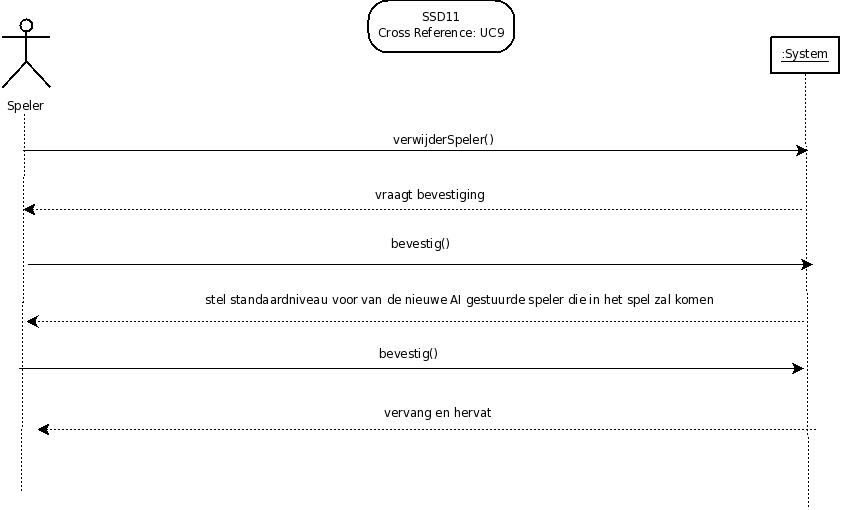 SSD11
Cross Reference: UC9
:System
Speler
verwijderSpeler()
vraagt bevestiging
bevestig()
stel standaardniveau voor van de nieuwe AI gestuurde speler die in het spel zal komen
bevestig()
vervang en hervat